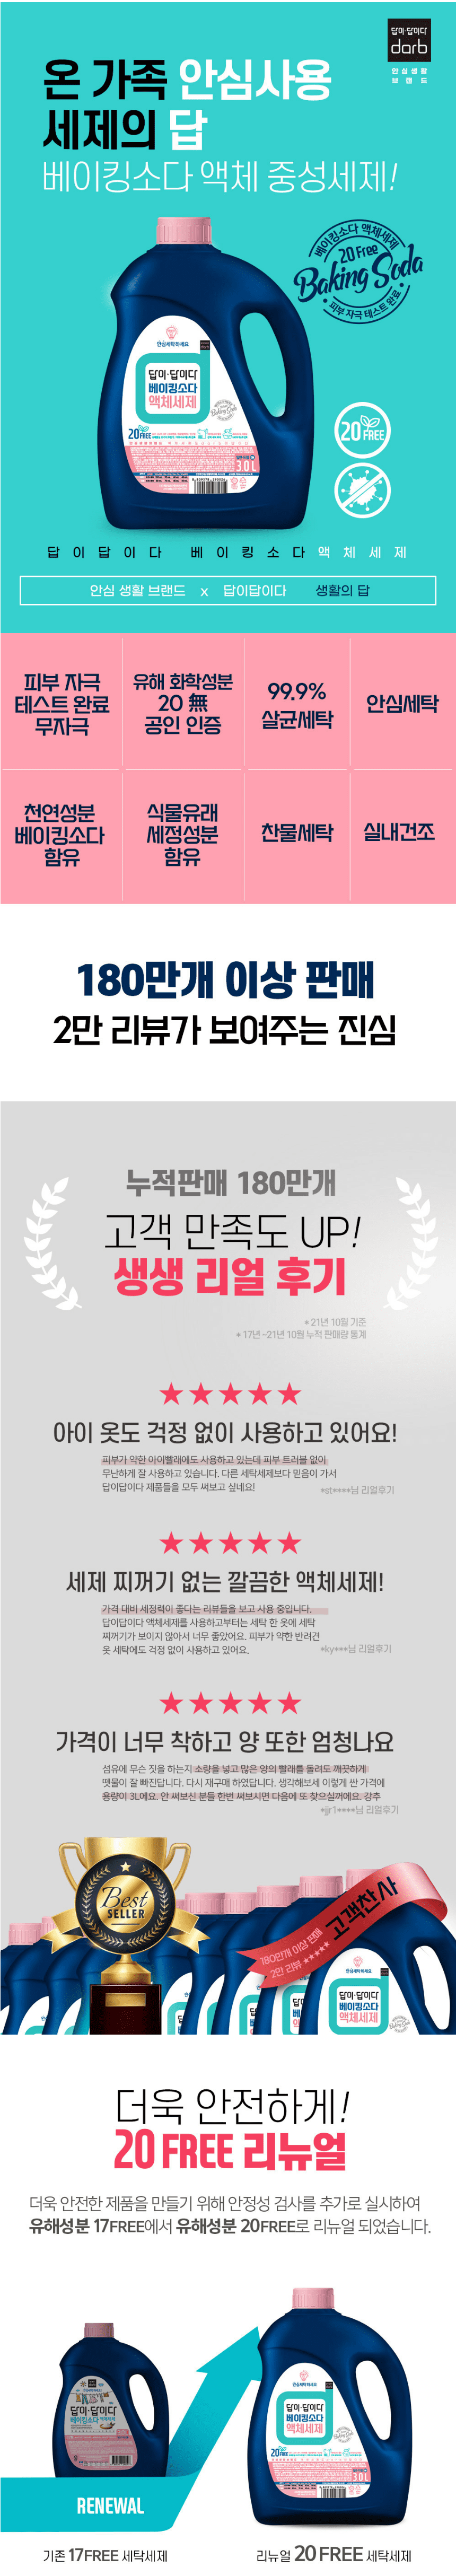 답이·답이다
darb
안심생활
브랜드
온 가족 안심사용
세제의 답
베이킹소다 액체 중성세제!
베이킹소다 액체세제
20 Free
Baking Soda
피부 자극 테스트 완료
안심세탁하세요
답이·답이다
베이킹소다
액체세제
Baking Soda
20 FREE
3.0L
20 FREE
답이답이다 베이킹소다 액체세제
안심 생활 브랜드 x 답이답이다 생활의 답
피부 자극
테스트 완료
무자극
유해 화학성분
20 無
공인 인증
99.9%
살균세탁
안심세탁
천연성분
베이킹소다
함유
식물유래
세정성분
함유
찬물세탁
실내건조
180만개 이상 판매
2만 리뷰가 보여주는 진심
누적판매 180만개
고객 만족도 UP!
생생 리얼 후기
*21년 10월 기준
*17년~21년 10월 누적 판매량 통계
★★★★★
아이 옷도 걱정 없이 사용하고 있어요!
피부가 약한 아이빨래에도 사용하고 있는데 피부 트러블 없이
무난하게 잘 사용하고 있습니다. 다른 세탁세제보다 믿음이 가서
답이답이다 제품들을 모두 써보고 싶네요!
*st****님 리얼후기
★★★★★
세제 찌꺼기 없는 깔끔한 액체세제!
가격 대비 세정력이 좋다는 리뷰들을 보고 사용 중입니다.
답이답이다 액체세제를 사용하고부터는 세탁 한 옷에 세탁
찌꺼기가 보이지 않아서 너무 좋았어요. 피부가 약한 반려견
옷 세탁에도 걱정 없이 사용하고 있어요.
*ky***님 리얼후기
★★★★★
가격이 너무 착하고 양 또한 엄청나요
섬유에 무슨 짓을 하는지 소량을 넣고 많은 양의 빨래를 돌려도 깨끗하게
땟물이 잘 빠진답니다. 다시 재구매 하였답니다. 생각해보세 이렇게 싼 가격에
용량이 3L에요. 안 써보신 분들 한번 써보시면 다음에 또 찾으실꺼에요. 강추
*jjr1****님 리얼후기
Best
SELLER
180만개 이상 판매
2만 리뷰 ★★★★★
고객찬사
안심세탁하세요
답이·답이다
베이킹소다
액체세제
더욱 안전하게!
20 FREE 리뉴얼
더욱 안전한 제품을 만들기 위해 안정성 검사를 추가로 실시하여
유해성분 17FREE에서 유해성분 20FREE로 리뉴얼 되었습니다.
답이·답이다
베이킹소다
안심세탁하세요
답이·답이다
베이킹소다
액체세제
20 FREE
3.0L
RENEWAL
기존 17FREE 세탁세제
리뉴얼 20 FREE 세탁세제